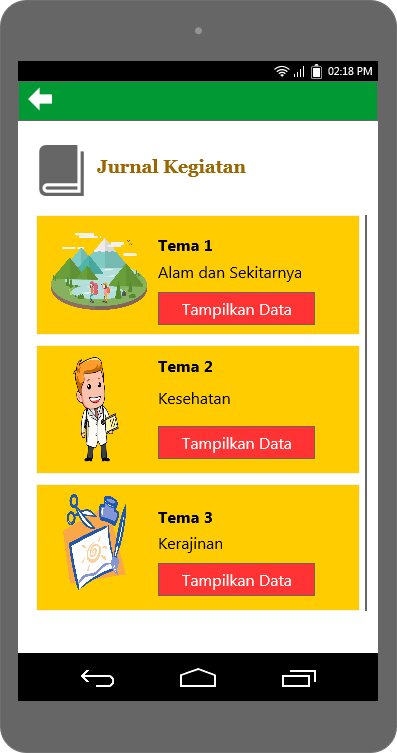 02:18 PM
Jurnal Kegiatan
Tema 1
Alam dan Sekitarnya
Tampilkan Data
Tema 2
Kesehatan
Tampilkan Data
Tema 3
Kerajinan
Tampilkan Data